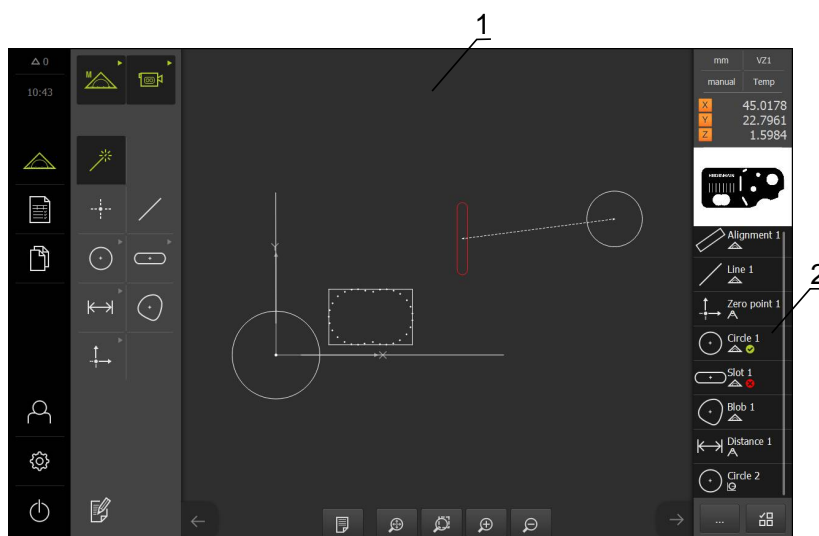 1
0
10:43
M
Y
X
mm VZ1
manual Temp
X 45.0178
Y 22.7961
Z 1.5984
HEIDENHAIN
Alignment 1
Line 1
Zero point 1
Circle 1
2
Slot 1
Blob 1
Distance 1
Circle 2
...